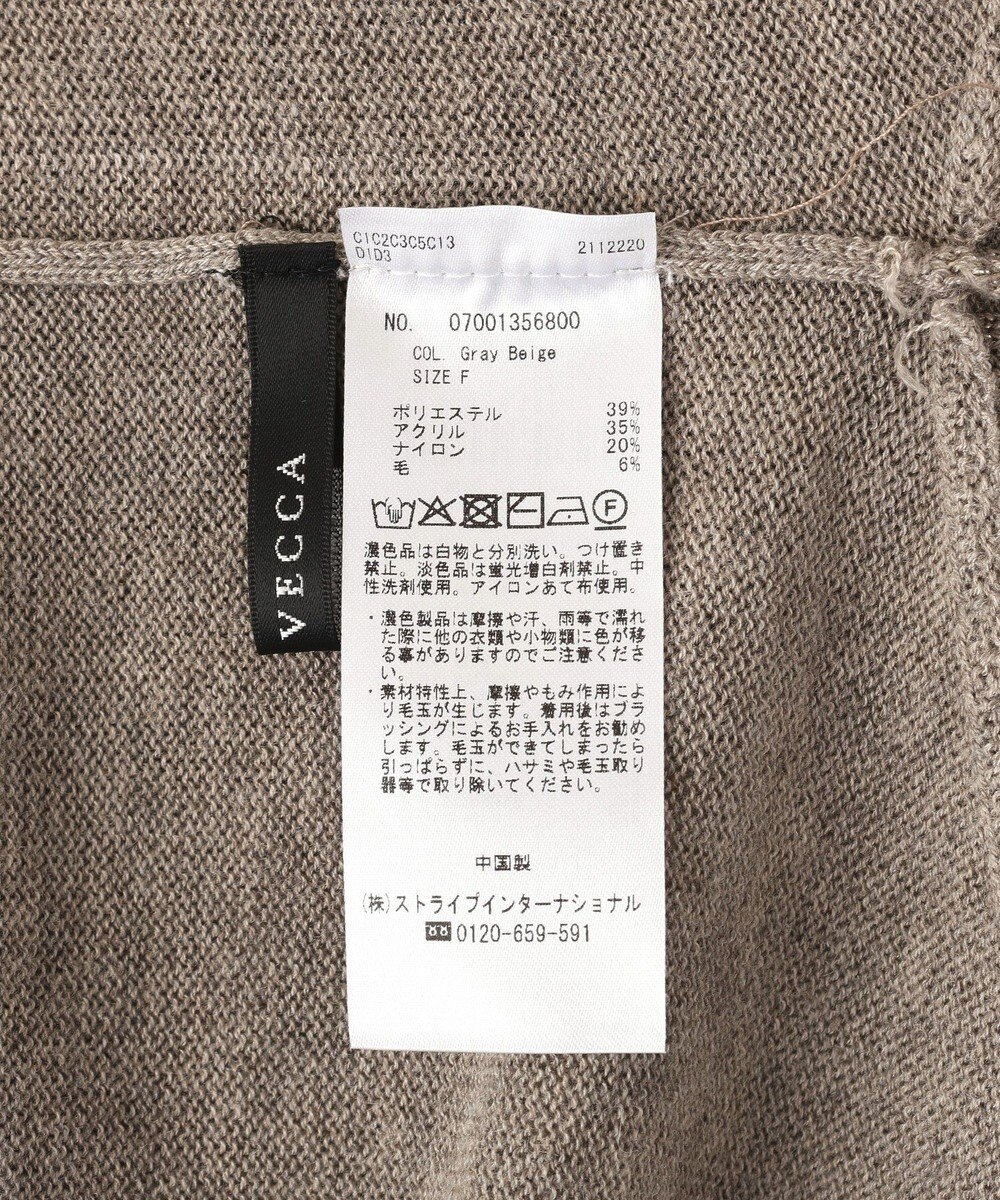 C1C2C3C5C13 2112220
D1D3
NO. 07001356800
COL. Gray Beige
SIZE F
ポリエステル 39%
アクリル 35%
ナイロン 20%
毛 6%
F
濃色品は白物と分別洗い。つけ置き
禁止。淡色品は蛍光増白剤禁止。中
性洗剤使用。アイロンあて布使用。
・濃色製品は摩擦や汗、雨等で濡れ
た際に他の衣類や小物類に色が移
る事がありますのでご注意くださ
い。
・素材特性上、摩擦やもみ作用によ
り毛玉が生じます。着用後はブラ
ッシングによるお手入れをお勧め
します。毛玉ができてしまったら
引っぱらずに、ハサミや毛玉取り
器等で取り除いてください。
中国製
(株)ストライプインターナショナル
0120-659-591
VECCA